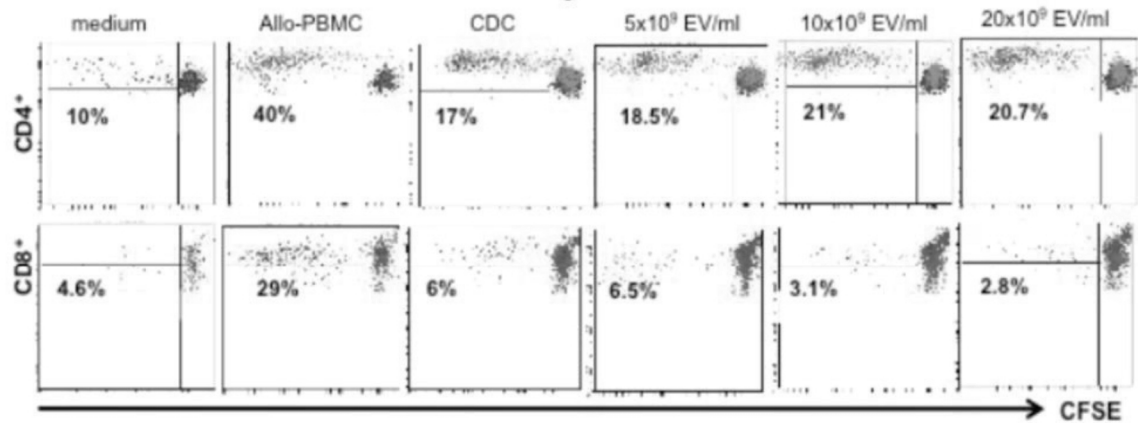 medium Allo-PBMC CDC 5x10⁹ EV/ml 10x10⁹ EV/ml 20x10⁹ EV/ml
CD4⁺
10% 40% 17% 18.5% 21% 20.7%
CD8⁺
4.6% 29% 6% 6.5% 3.1% 2.8%
CFSE